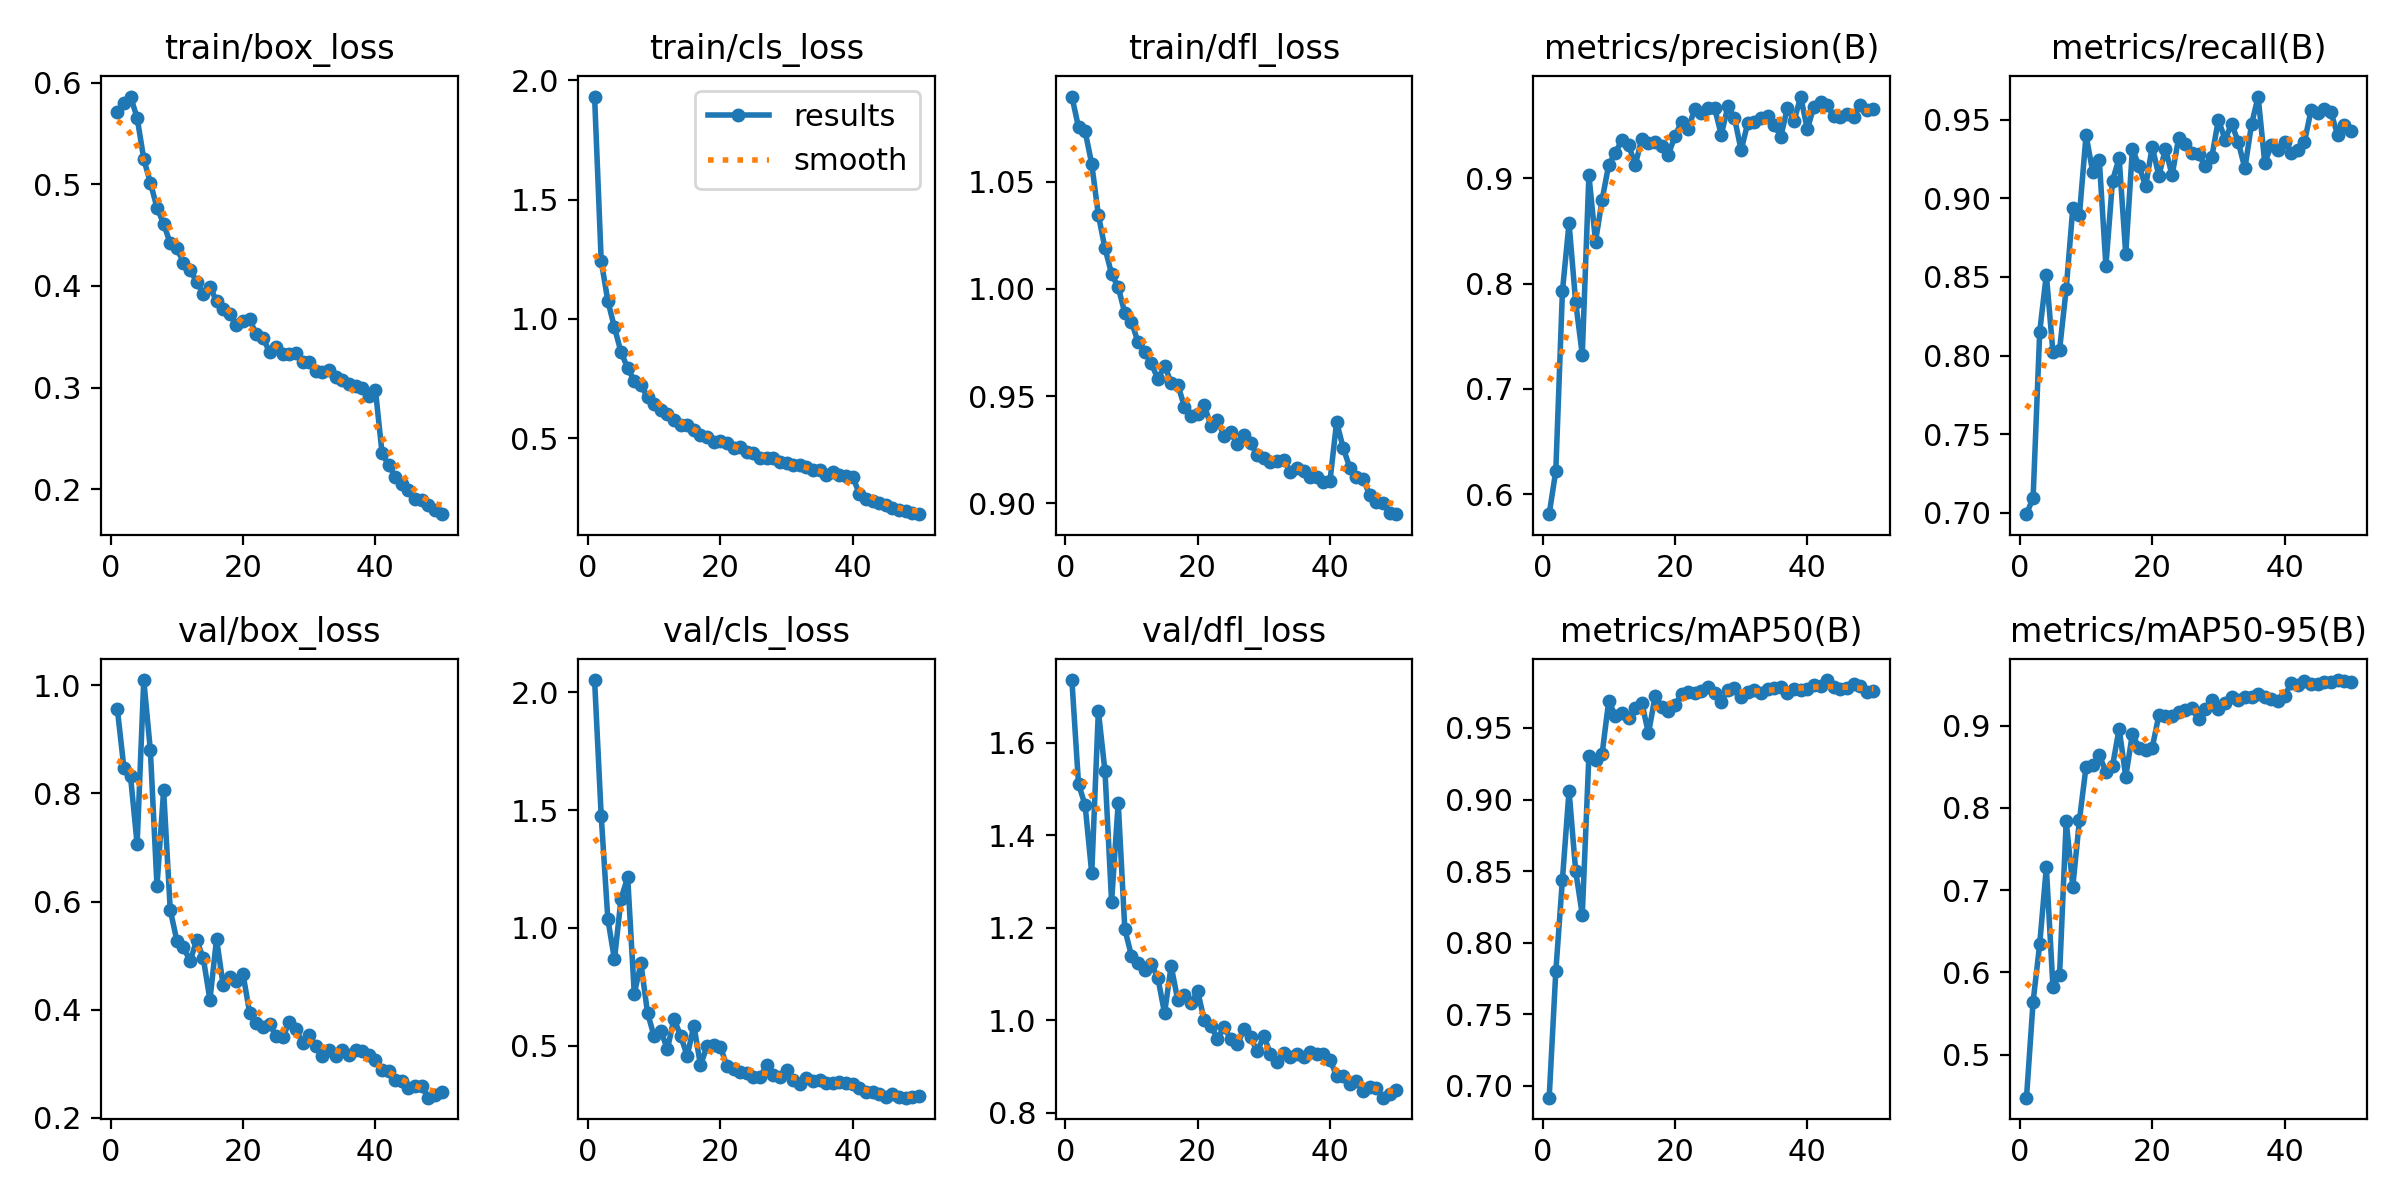 train/box_loss
0.6
0.5
0.4
0.3
0.2
0 20 40
train/cls_loss
2.0
1.5
1.0
0.5
0 20 40
results
smooth
train/dfl_loss
1.05
1.00
0.95
0.90
0 20 40
metrics/precision(B)
0.9
0.8
0.7
0.6
0 20 40
metrics/recall(B)
0.95
0.90
0.85
0.80
0.75
0.70
0 20 40
val/box_loss
1.0
0.8
0.6
0.4
0.2
0 20 40
val/cls_loss
2.0
1.5
1.0
0.5
0 20 40
val/dfl_loss
1.6
1.4
1.2
1.0
0.8
0 20 40
metrics/mAP50(B)
0.95
0.90
0.85
0.80
0.75
0.70
0 20 40
metrics/mAP50-95(B)
0.9
0.8
0.7
0.6
0.5
0 20 40